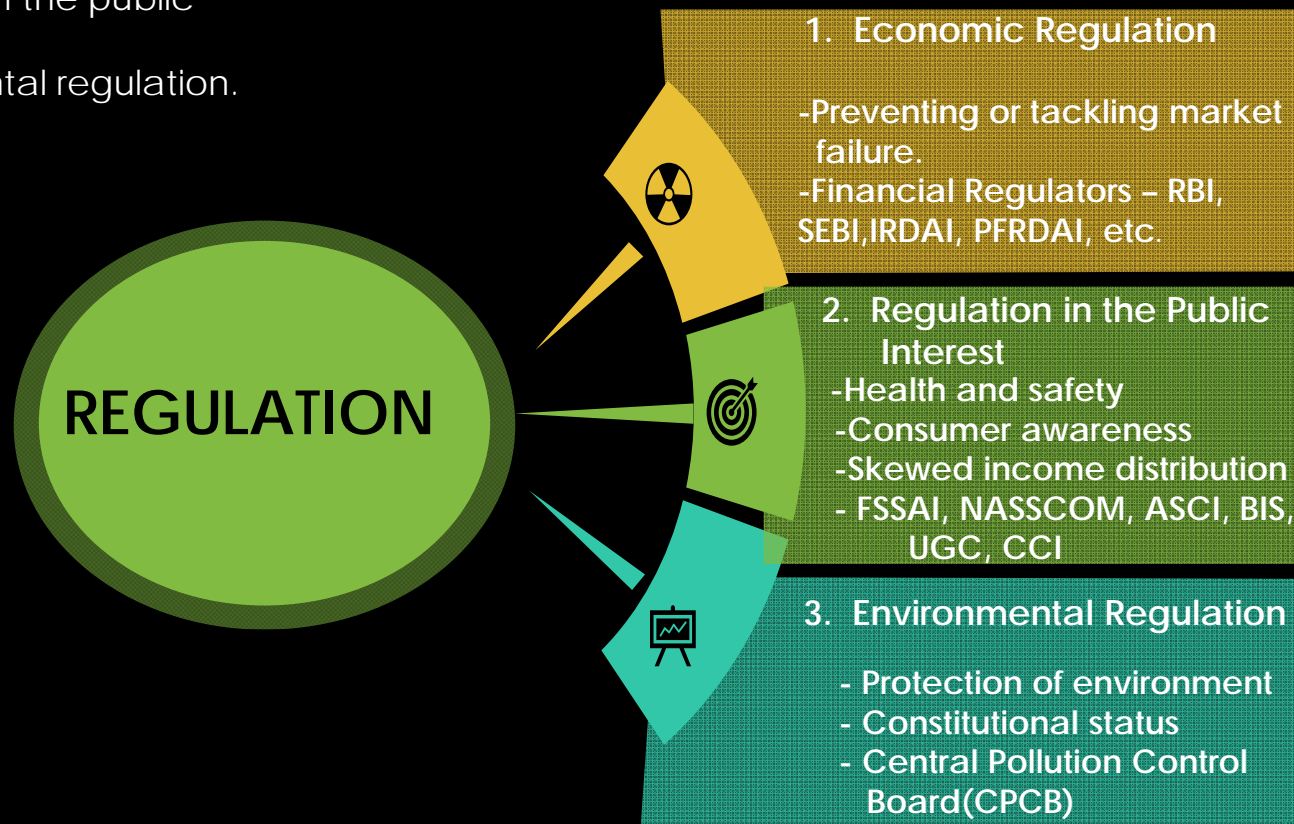 the public
regulation.
REGULATION
1. Economic Regulation
-Preventing or tackling market
failure.
-Financial Regulators – RBI,
SEBI,IRDAI, PFRDAI, etc.
2. Regulation in the Public
Interest
-Health and safety
-Consumer awareness
-Skewed income distribution
- FSSAI, NASSCOM, ASCI, BIS,
UGC, CCI
3. Environmental Regulation
- Protection of environment
- Constitutional status
- Central Pollution Control
Board(CPCB)